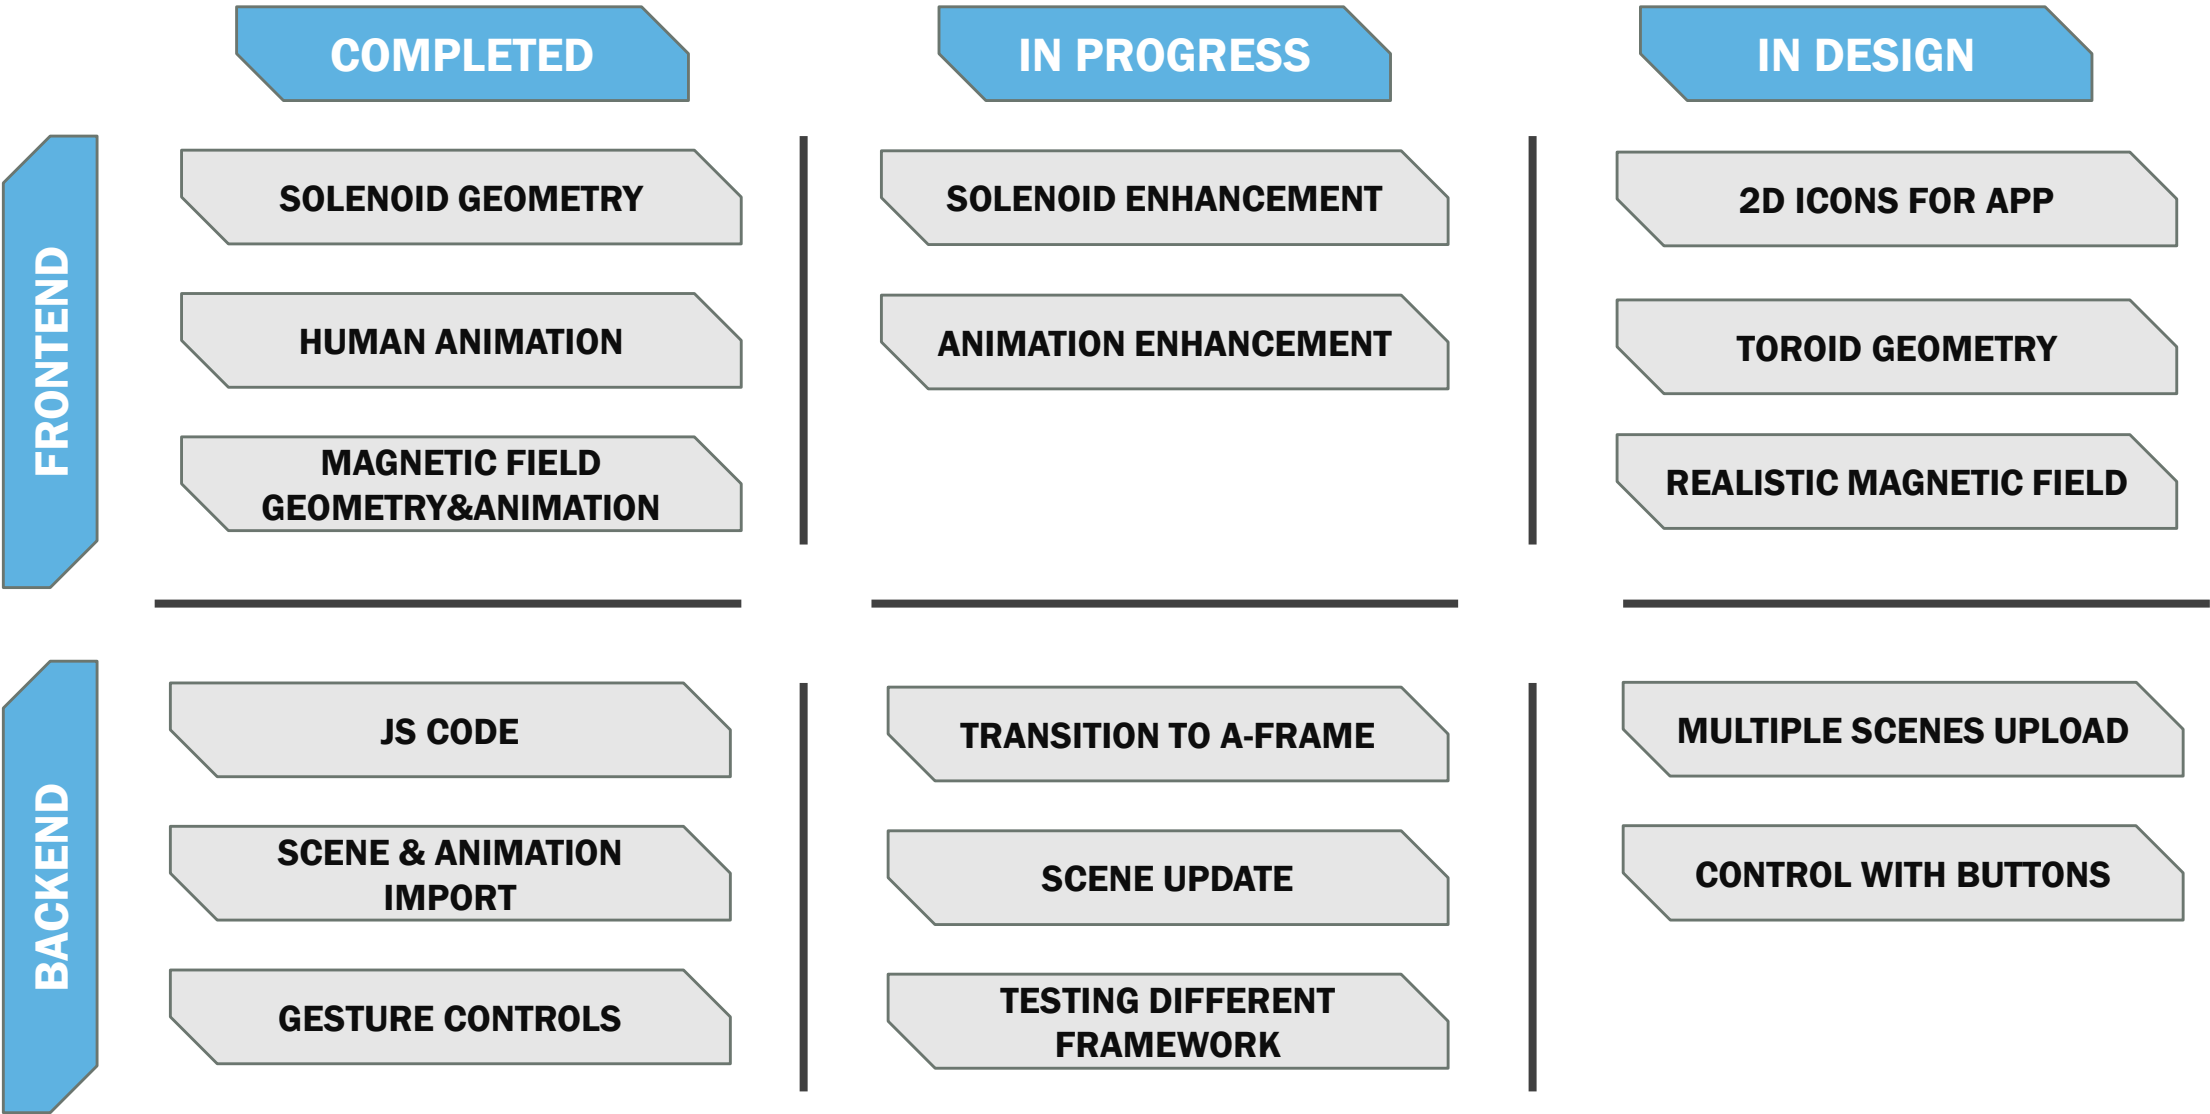 COMPLETED
IN PROGRESS
IN DESIGN
FRONTEND
SOLENOID GEOMETRY
SOLENOID ENHANCEMENT
2D ICONS FOR APP
HUMAN ANIMATION
ANIMATION ENHANCEMENT
TOROID GEOMETRY
MAGNETIC FIELD
GEOMETRY&ANIMATION
REALISTIC MAGNETIC FIELD
BACKEND
JS CODE
TRANSITION TO A-FRAME
MULTIPLE SCENES UPLOAD
SCENE & ANIMATION
IMPORT
SCENE UPDATE
CONTROL WITH BUTTONS
GESTURE CONTROLS
TESTING DIFFERENT
FRAMEWORK